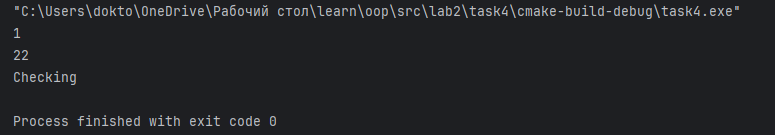 "C:\Users\dokto\OneDrive\Рабочий стол\learn\oop\src\lab2\task4\cmake-build-debug\task4.exe"
1
22
Checking
Process finished with exit code 0